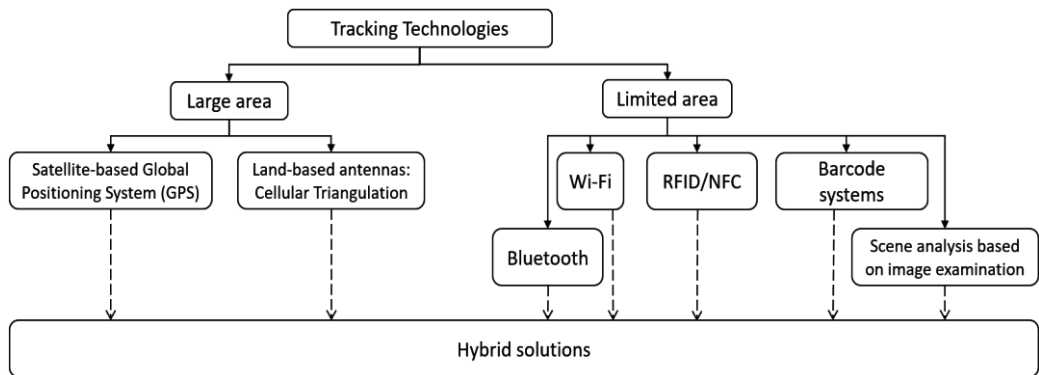 Tracking Technologies
Large area
Limited area
Satellite-based Global
Positioning System (GPS)
Land-based antennas:
Cellular Triangulation
Wi-Fi
RFID/NFC
Barcode
systems
Bluetooth
Scene analysis based
on image examination
Hybrid solutions